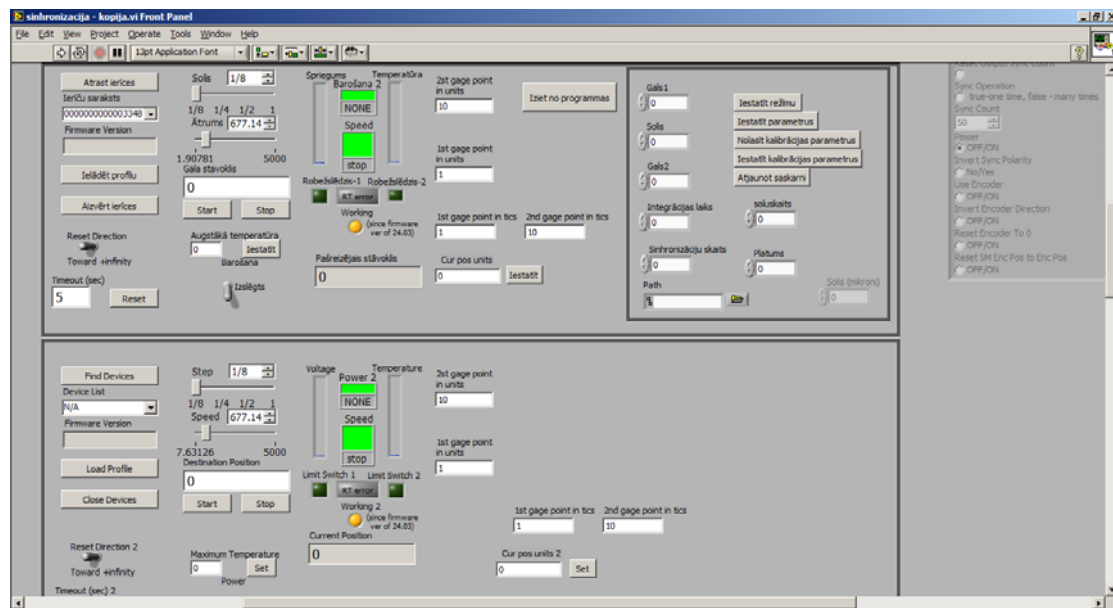 sinhronizacija - kopija.vi Front Panel
File Edit View Project Operate Tools Window Help
13pt Application Font
Atrast ierīces
Ierīču saraksts
0000000000003348
Firmware Version
Ielādēt profilu
Aizvērt ierīces
Reset Direction
Toward +infinity
Timeout (sec)
5
Reset
Solis 1/8
1/8 1/4 1/2 1
Ātrums 677.14
1.90781 5000
Gala stavoklis
0
Start Stop
Augstākā temperatūra
0 Iestatīt
Barošana
Izslēgts
Spriegums Temperatūra
Barošana 2
NONE
Speed
stop
Robežslēdzis-1 Robežslēdzis-2
RT error
Working
(since firmware
ver of 24.03)
Pašreizējais stāvoklis
0
2st gage point
in units
10
1st gage point
in units
1
1st gage point in tics 2nd gage point in tics
1 10
Cur pos units
0 Iestatīt
Iziet no programmas
Gals1
0
Solis
0
Gals2
0
Integrācijas laiks
0
Sinhronizāciju skaits
0
Path
Iestatīt režīmu
Iestatīt parametrus
Nolasīt kalibrācijas parametrus
Iestatīt kalibrācijas parametrus
Atjaunot saskarni
soluskaits
0
Platums
0
Solis (mikroni)
0
Reset Output Sync Count
Sync Operation
true-one time, false - many times
Sync Count
50
Power
OFF/ON
Invert Sync Polarity
No/Yes
Use Encoder
OFF/ON
Invert Encoder Direction
OFF/ON
Reset Encoder To 0
OFF/ON
Reset SM Enc Pos to Enc Pos
OFF/ON
Find Devices
Device List
N/A
Firmware Version
Load Profile
Close Devices
Reset Direction 2
Toward +infinity
Timeout (sec) 2
Step 1/8
1/8 1/4 1/2 1
Speed 677.14
7.63126 5000
Destination Position
0
Start Stop
Maximum Temperature
0 Set
Power
Voltage Temperature
Power 2
NONE
Speed
stop
Limit Switch 1 Limit Switch 2
RT error
Working 2
(since firmware
ver of 24.03)
Current Position
0
2st gage point
in units
10
1st gage point
in units
1
1st gage point in tics 2nd gage point in tics
1 10
Cur pos units 2
0 Set